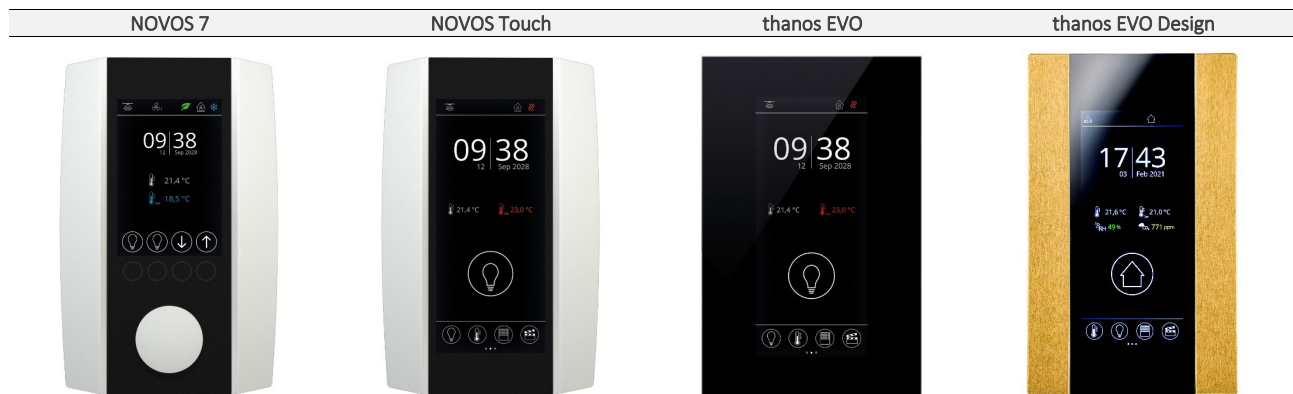 NOVOS 7
NOVOS Touch
thanos EVO
thanos EVO Design
09 38
12 Sep 2028
21,4 °C
18,5 °C
09 38
12 Sep 2028
21,4 °C
23,0 °C
09 38
12 Sep 2028
21,4 °C
23,0 °C
17 43
03 Feb 2021
21,6 °C
21,0 °C
RH 49 %
CO₂ 771 ppm